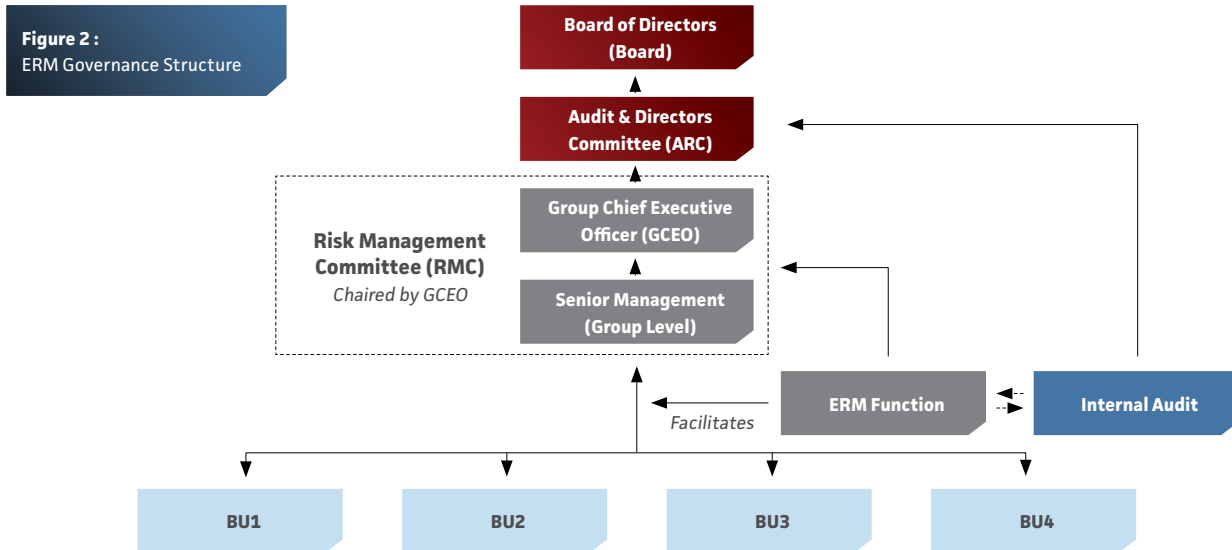 Figure 2 :
ERM Governance Structure
Board of Directors
(Board)
Audit & Directors
Committee (ARC)
Risk Management
Committee (RMC)
Chaired by GCEO
Group Chief Executive
Officer (GCEO)
Senior Management
(Group Level)
Facilitates
ERM Function
Internal Audit
BU1
BU2
BU3
BU4